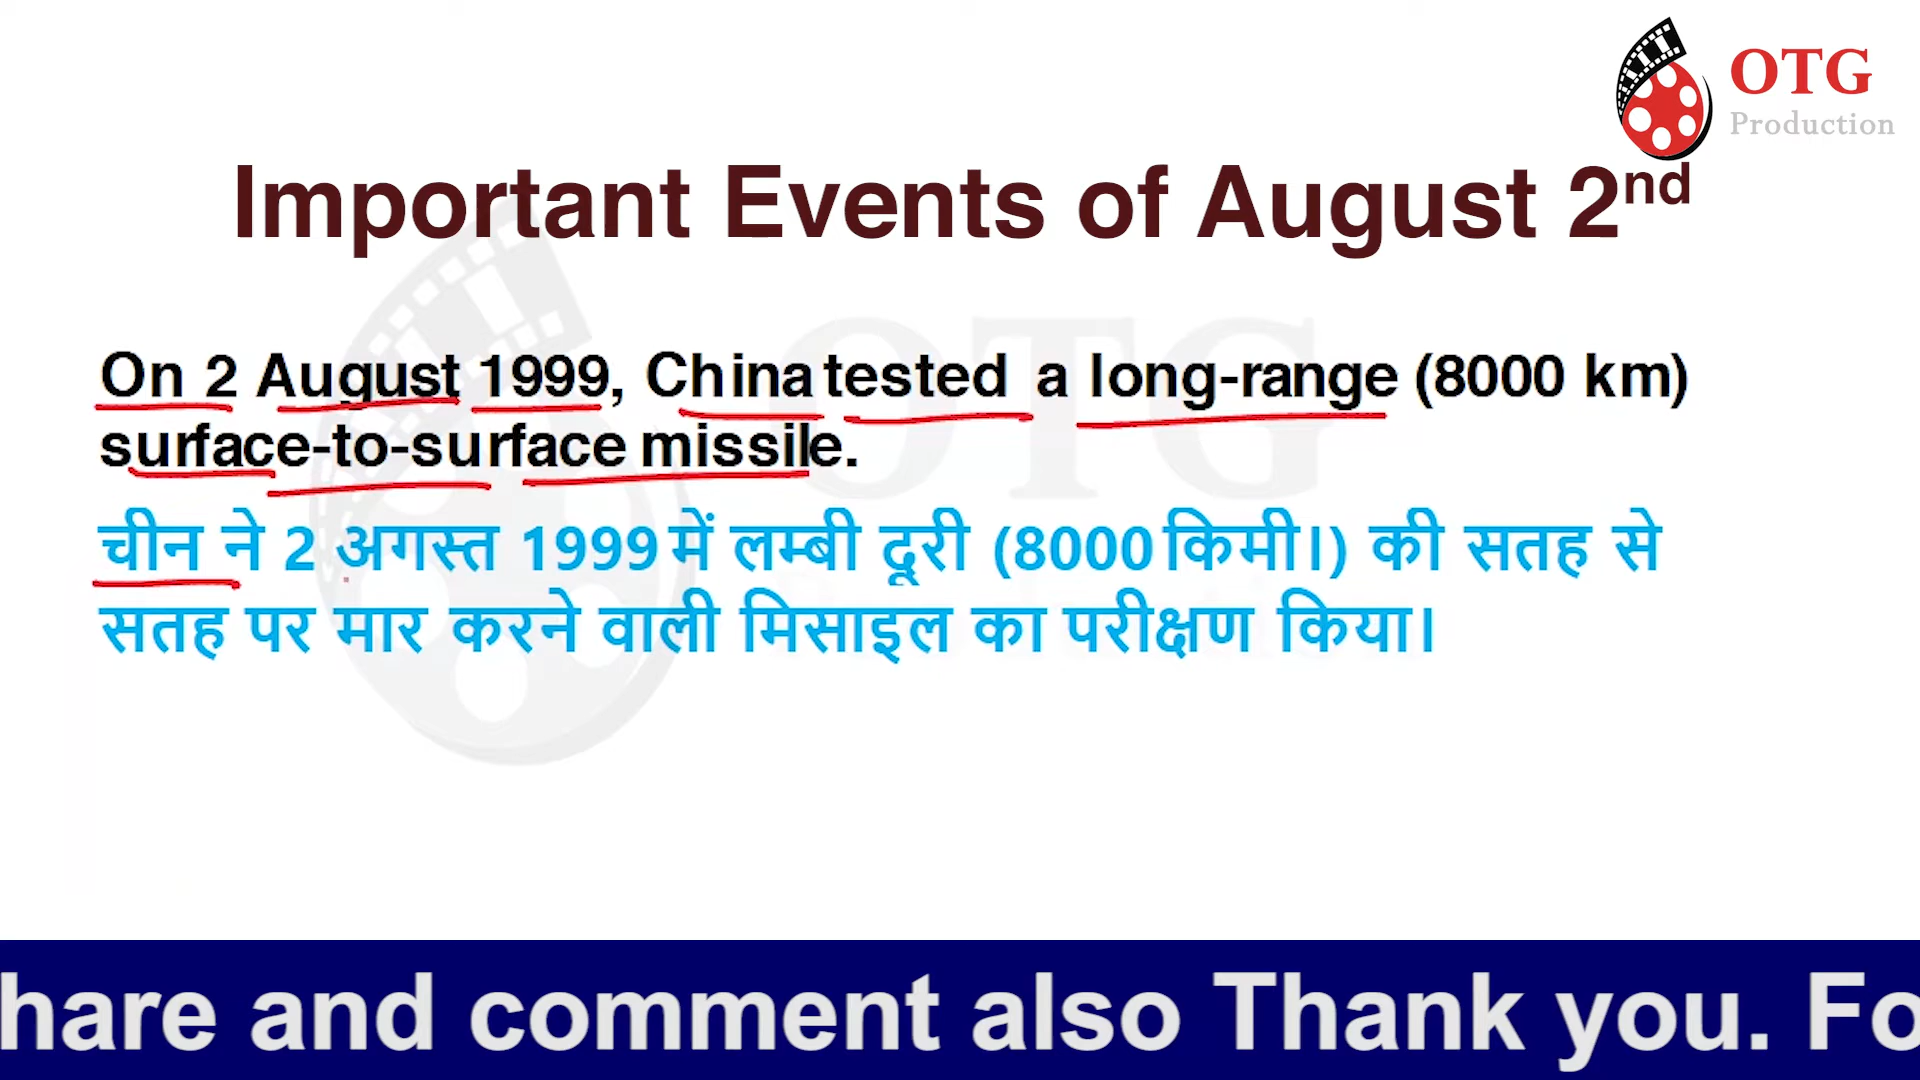 OTG
Production
Important Events of August 2nd
On 2 August 1999, China tested a long-range (8000 km)
surface-to-surface missile.
चीन ने 2 अगस्त 1999 में लम्बी दूरी (8000 किमी।) की सतह से
सतह पर मार करने वाली मिसाइल का परीक्षण किया।
OTG
hare and comment also Thank you. Fo